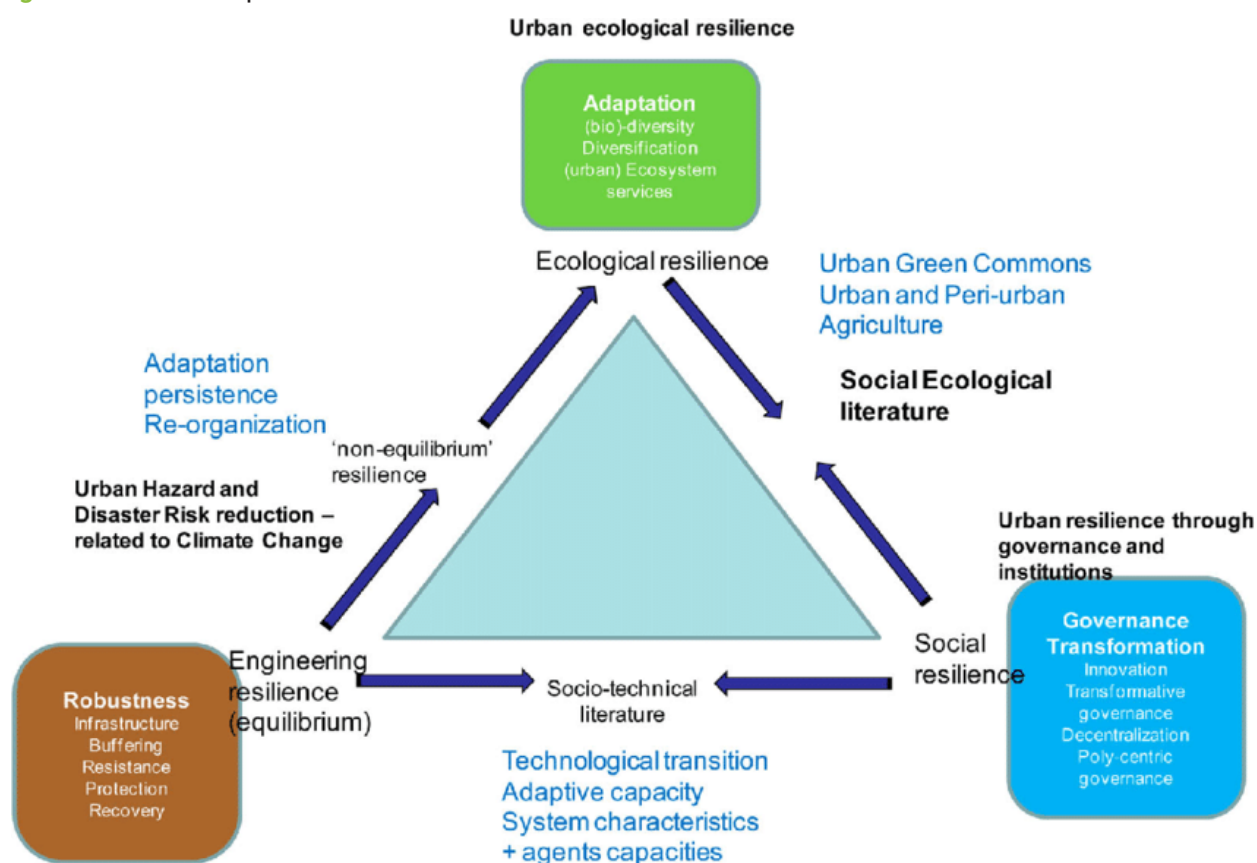 Urban ecological resilience
Adaptation
(bio)-diversity
Diversification
(urban) Ecosystem
services
Ecological resilience
Urban Green Commons
Urban and Peri-urban
Agriculture
Social Ecological
literature
Adaptation
persistence
Re-organization
'non-equilibrium'
resilience
Urban Hazard and
Disaster Risk reduction –
related to Climate Change
Urban resilience through
governance and
institutions
Governance
Transformation
Innovation
Transformative
governance
Decentralization
Poly-centric
governance
Social
resilience
Engineering
resilience
(equilibrium)
Robustness
Infrastructure
Buffering
Resistance
Protection
Recovery
Socio-technical
literature
Technological transition
Adaptive capacity
System characteristics
+ agents capacities